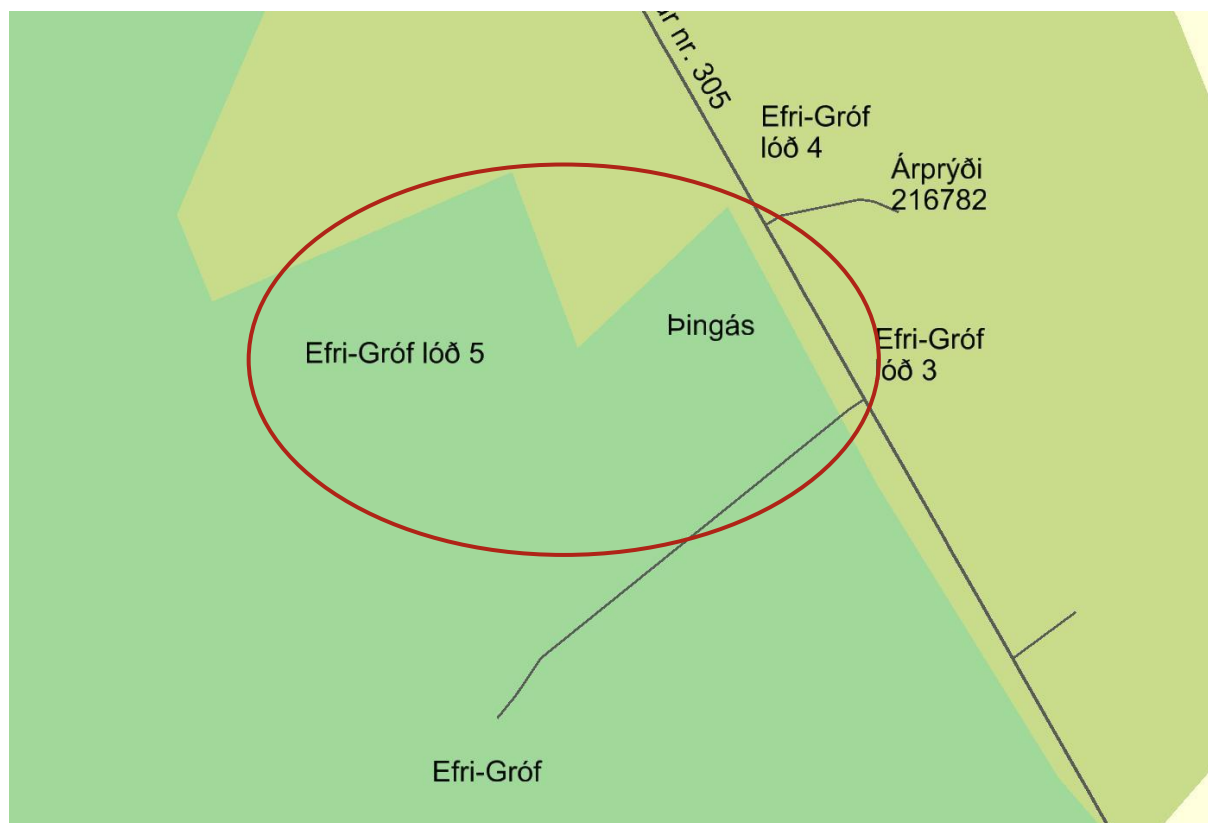 nr. 305
Efri-Gróf
lóð 4
Árprýði
216782
Þingás
Efri-Gróf
lóð 3
Efri-Gróf lóð 5
Efri-Gróf